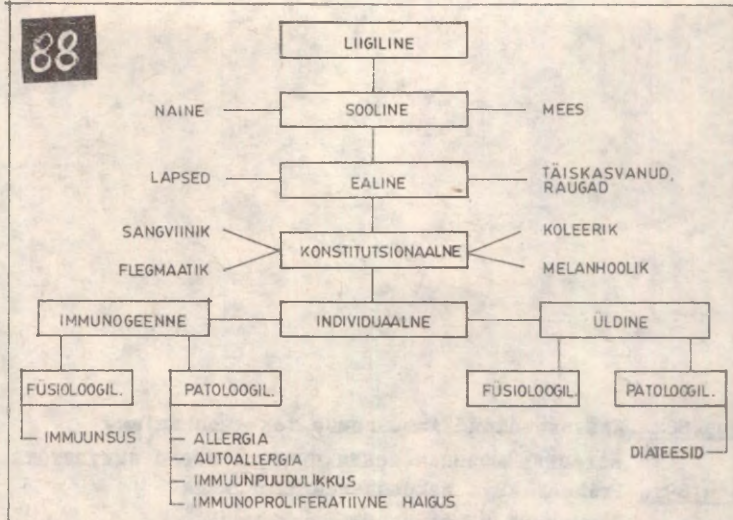 88
LIIGILINE
NAINE SOOLINE MEES
LAPSED EALINE TÄISKASVANUD,
RAUGAD
SANGVIINIK KOLEERIK
KONSTITUTSIONAALNE
FLEGMAATIK MELANHOOLIK
IMMUNOGEENNE INDIVIDUAALNE ÜLDINE
FÜSIOLOOGIL. PATOLOOGIL. FÜSIOLOOGIL. PATOLOOGIL.
IMMUUNSUS ALLERGIA
AUTOALLERGIA DIATEESID
IMMUUNPUUDULIKKUS
IMMUNOPROLIFERATIIVNE HAIGUS